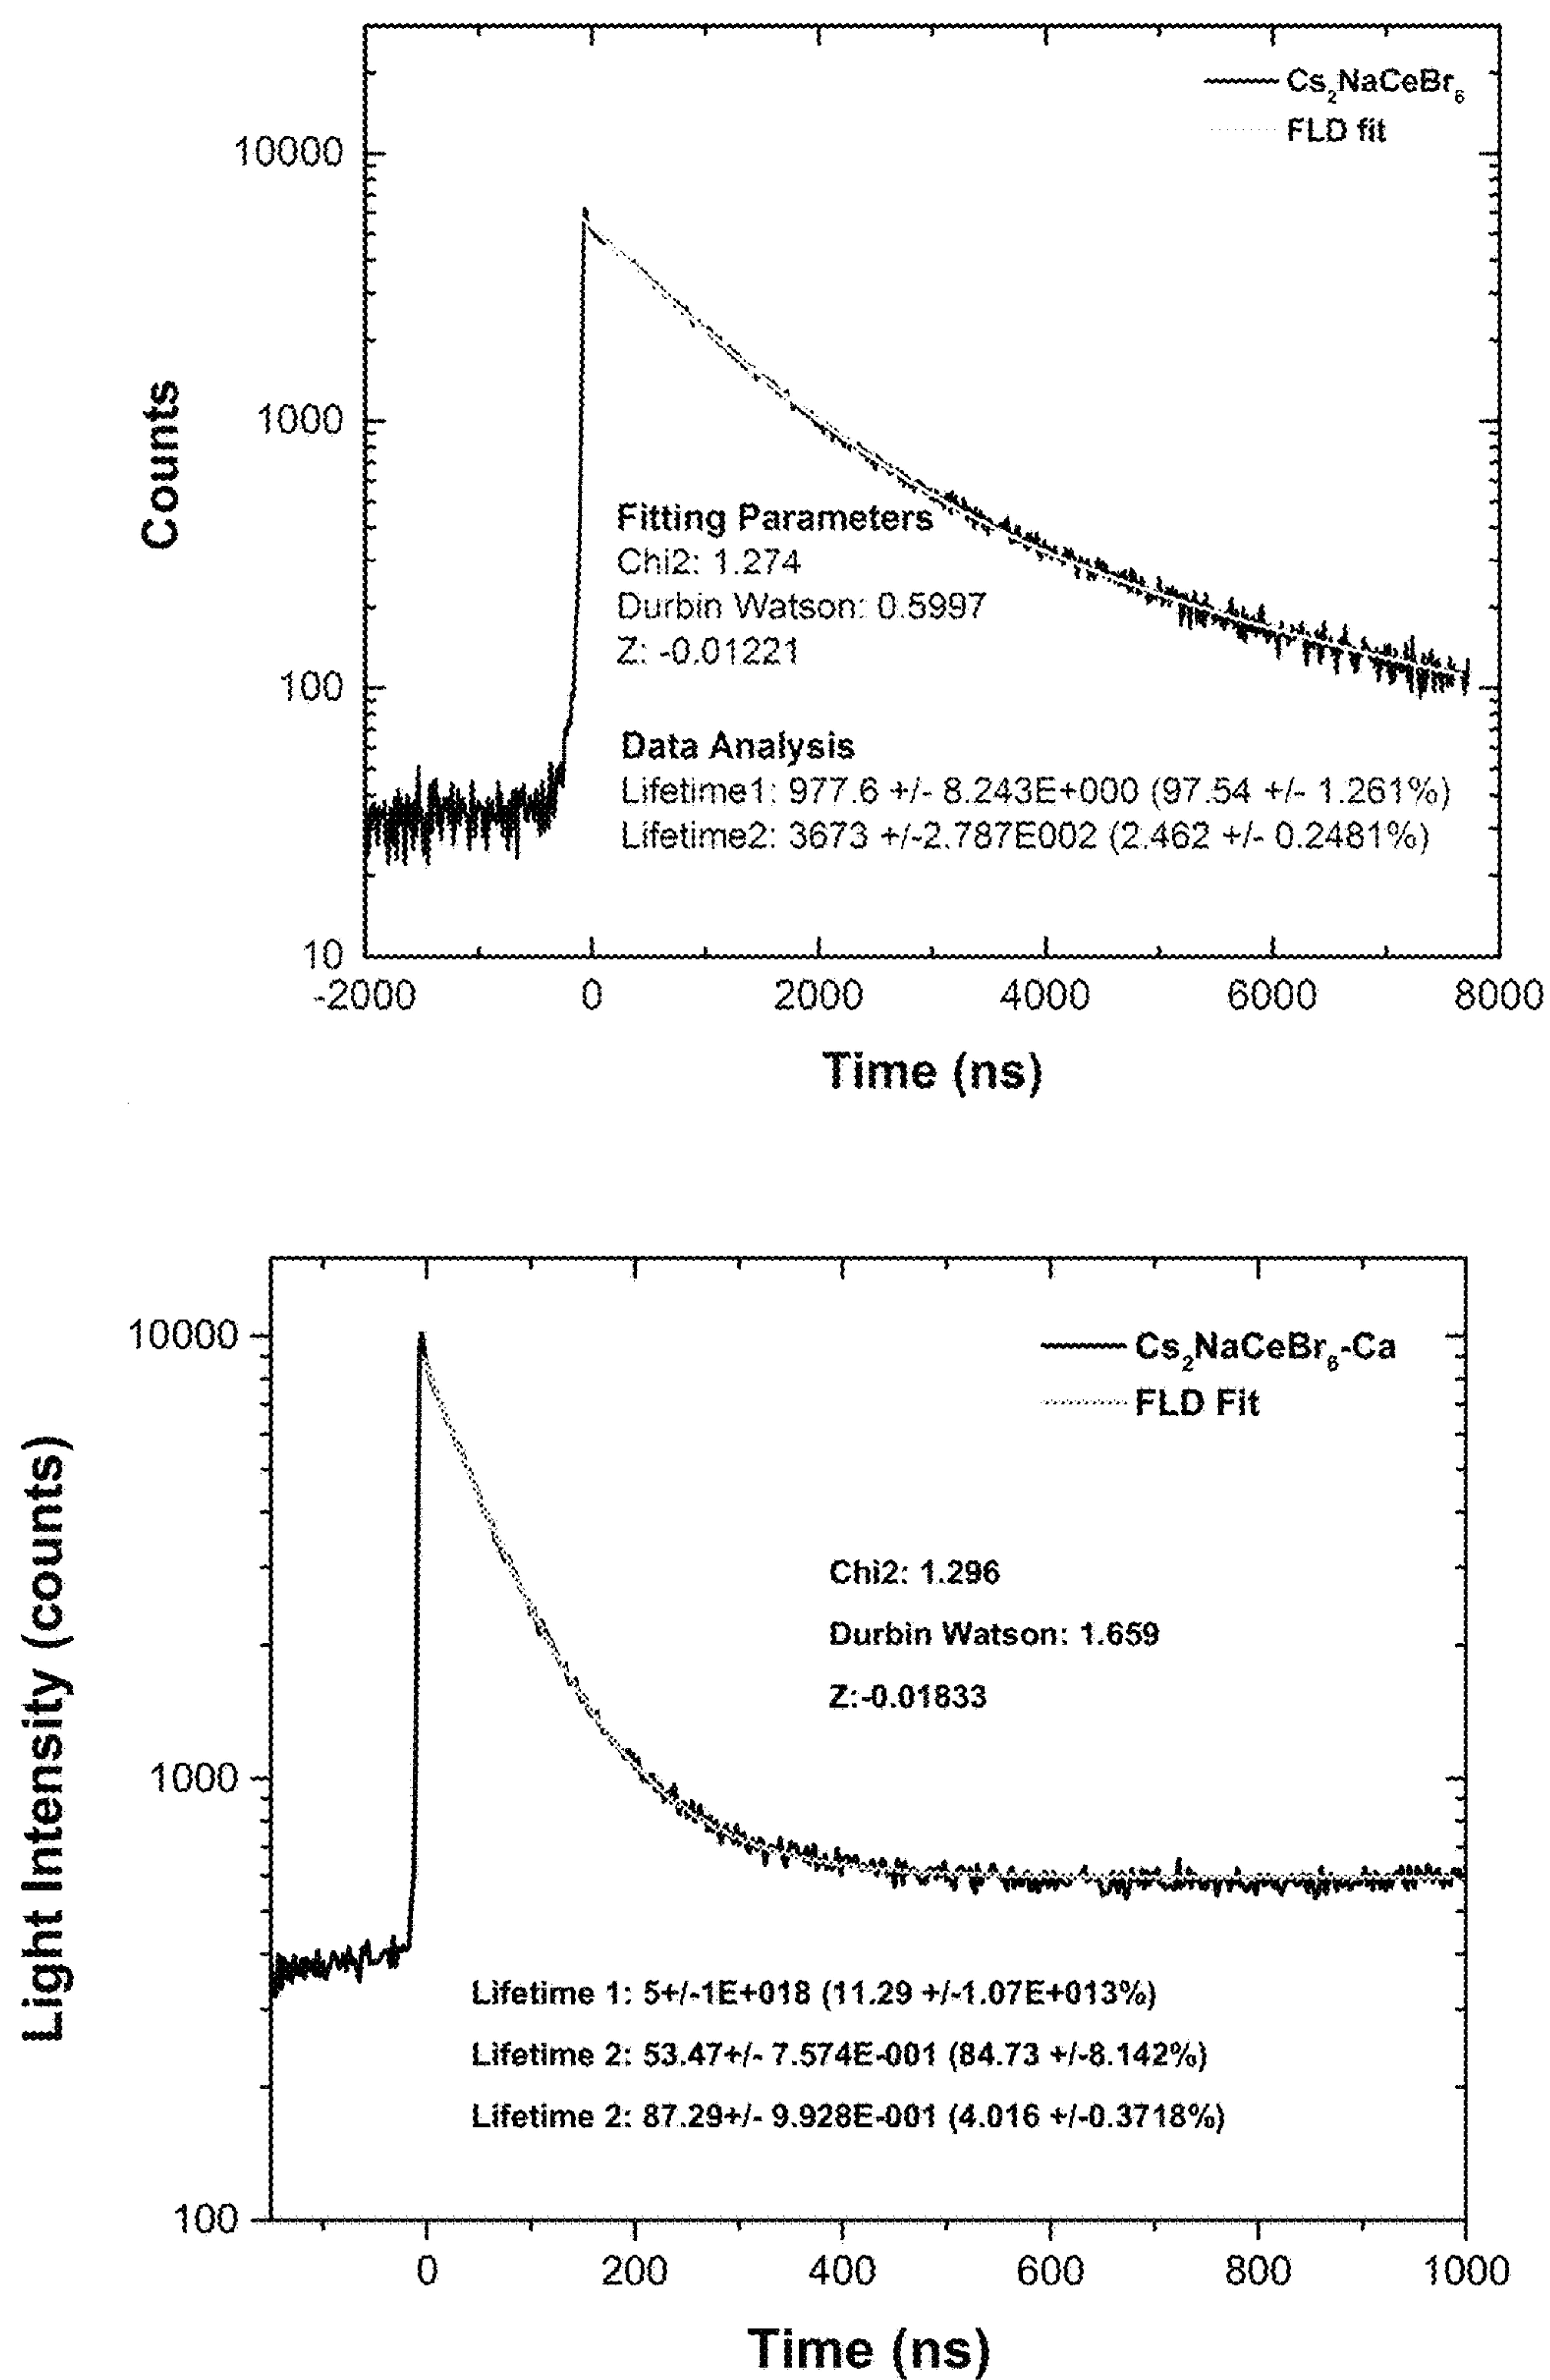 Cs₂NaCeBr₆
FLD fit
10000
1000
100
10
Counts
Fitting Parameters
Chi2: 1.274
Durbin Watson: 0.5997
Z: -0.01221
Data Analysis
Lifetime1: 977.6 +/- 8.243E+000 (97.54 +/- 1.261%)
Lifetime2: 3673 +/-2.787E002 (2.462 +/- 0.2481%)
-2000 0 2000 4000 6000 8000
Time (ns)
Cs₂NaCeBr₆-Ca
FLD Fit
10000
1000
100
Light Intensity (counts)
Chi2: 1.296
Durbin Watson: 1.659
Z:-0.01833
Lifetime 1: 5+/-1E+018 (11.29 +/-1.07E+013%)
Lifetime 2: 53.47+/- 7.574E-001 (84.73 +/-8.142%)
Lifetime 2: 87.29+/- 9.928E-001 (4.016 +/-0.3718%)
0 200 400 600 800 1000
Time (ns)